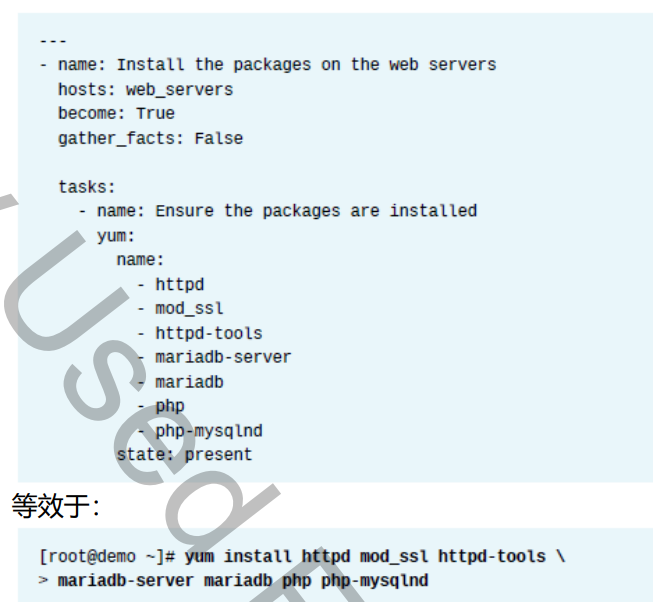 ---
- name: Install the packages on the web servers
  hosts: web_servers
  become: True
  gather_facts: False

  tasks:
    - name: Ensure the packages are installed
      yum:
        name:
          - httpd
          - mod_ssl
          - httpd-tools
          - mariadb-server
          - mariadb
          - php
          - php-mysqlnd
        state: present
等效于：
[root@demo ~]# yum install httpd mod_ssl httpd-tools \
> mariadb-server mariadb php php-mysqlnd
Used